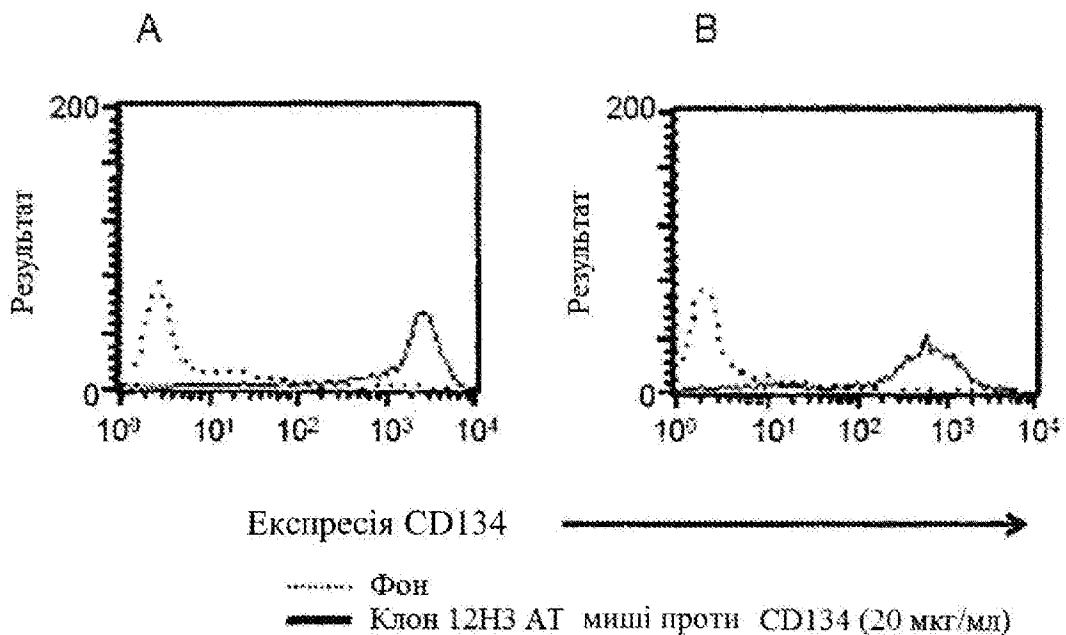 A
B
200
200
Результат
Результат
0
0
10⁰ 10¹ 10² 10³ 10⁴
10⁰ 10¹ 10² 10³ 10⁴
Експресія CD134
Фон
Клон 12H3 АТ миші проти CD134 (20 мкг/мл)